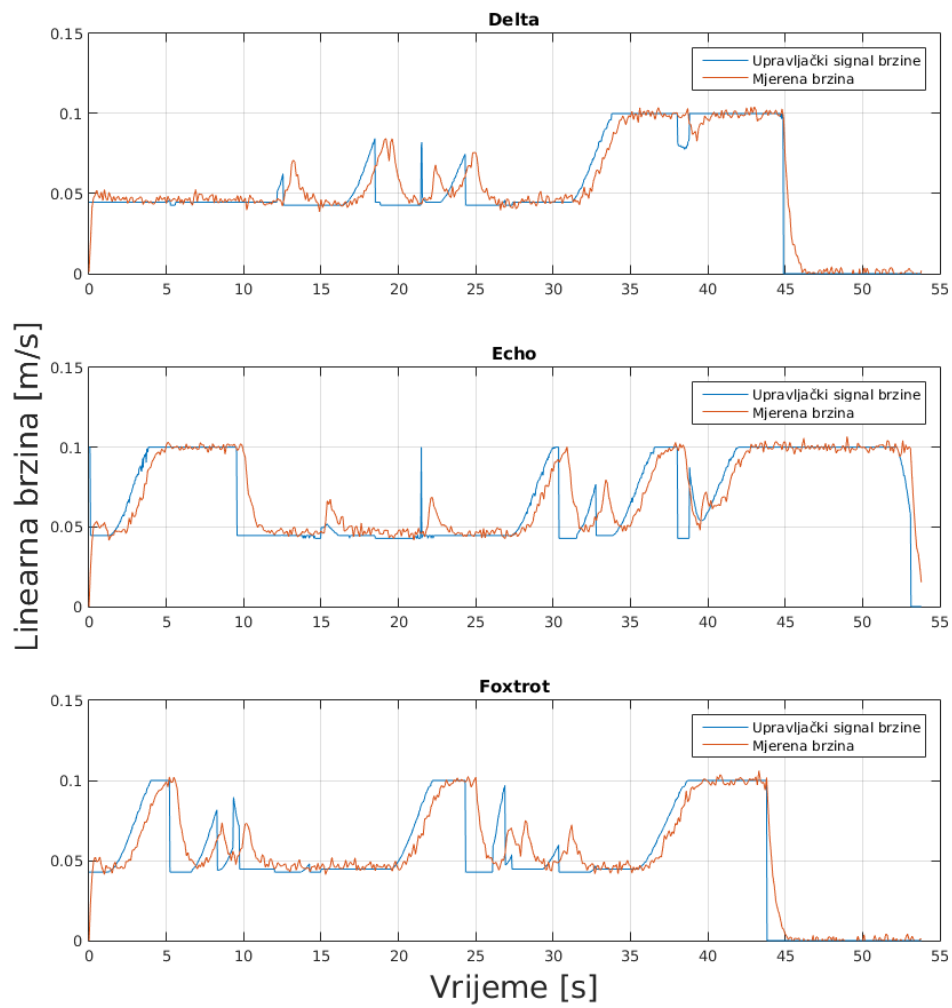 Delta
0.15
0.1
0.05
0
Upravljački signal brzine
Mjerena brzina
0 5 10 15 20 25 30 35 40 45 50 55
Linearna brzina [m/s]
Echo
0.15
0.1
0.05
0
Upravljački signal brzine
Mjerena brzina
0 5 10 15 20 25 30 35 40 45 50 55
Foxtrot
0.15
0.1
0.05
0
Upravljački signal brzine
Mjerena brzina
0 5 10 15 20 25 30 35 40 45 50 55
Vrijeme [s]